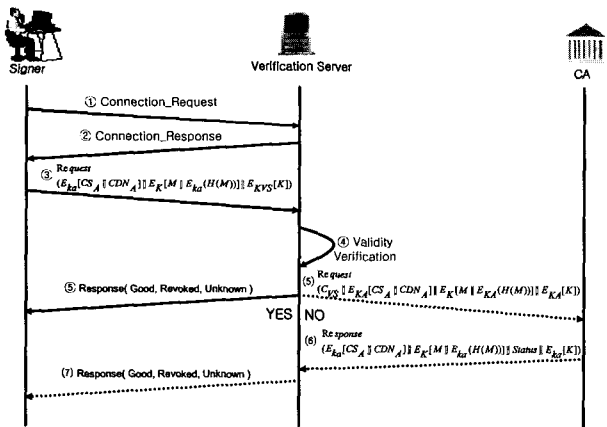 Signer
Verification Server
CA
① Connection_Request
② Connection_Response
③ Request
(E_ka[CS_A || CDN_A] || E_K[M || E_ka(H(M))] || E_KVS[K])
④ Validity
Verification
⑤ Response( Good, Revoked, Unknown )
(5) Request
(C_VS || E_KA[CS_A || CDN_A] || E_K[M || E_KA(H(M))] || E_KA[K])
YES NO
(6) Response
(E_ka[CS_A || CDN_A] || E_K[M || E_ka(H(M))] || Status || E_ka[K])
(7) Response( Good, Revoked, Unknown )